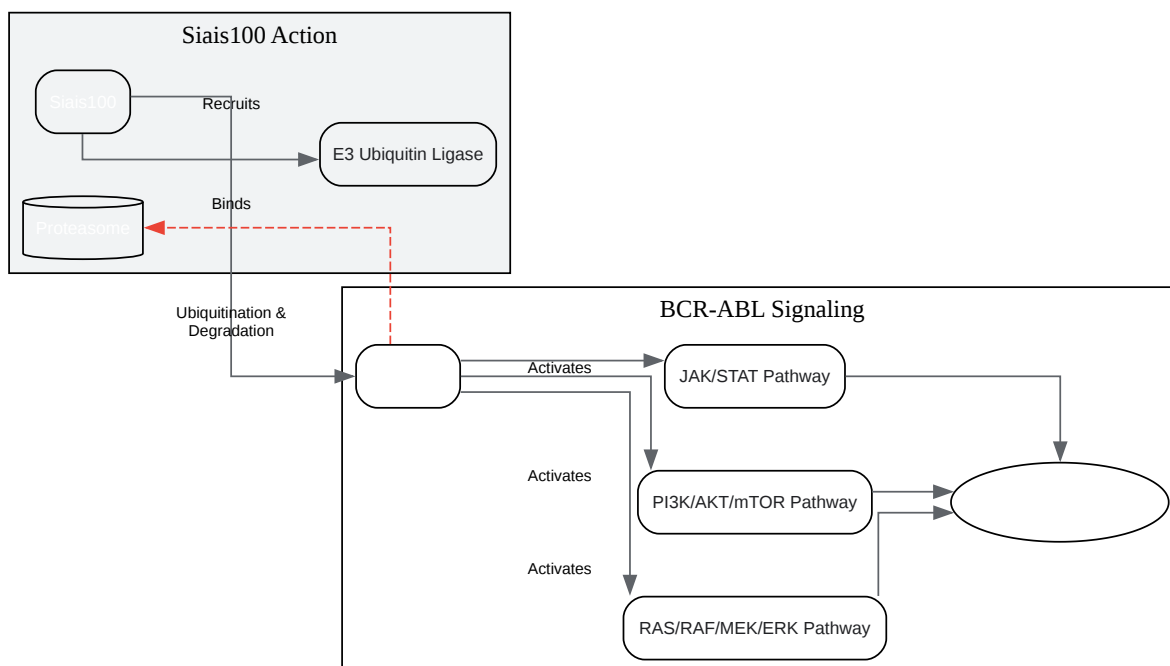 Siais100 Action
Siais100
Recruits
E3 Ubiquitin Ligase
Binds
Proteasome
Ubiquitination &
Degradation
BCR-ABL Signaling
Activates
JAK/STAT Pathway
Activates
PI3K/AKT/mTOR Pathway
Activates
RAS/RAF/MEK/ERK Pathway